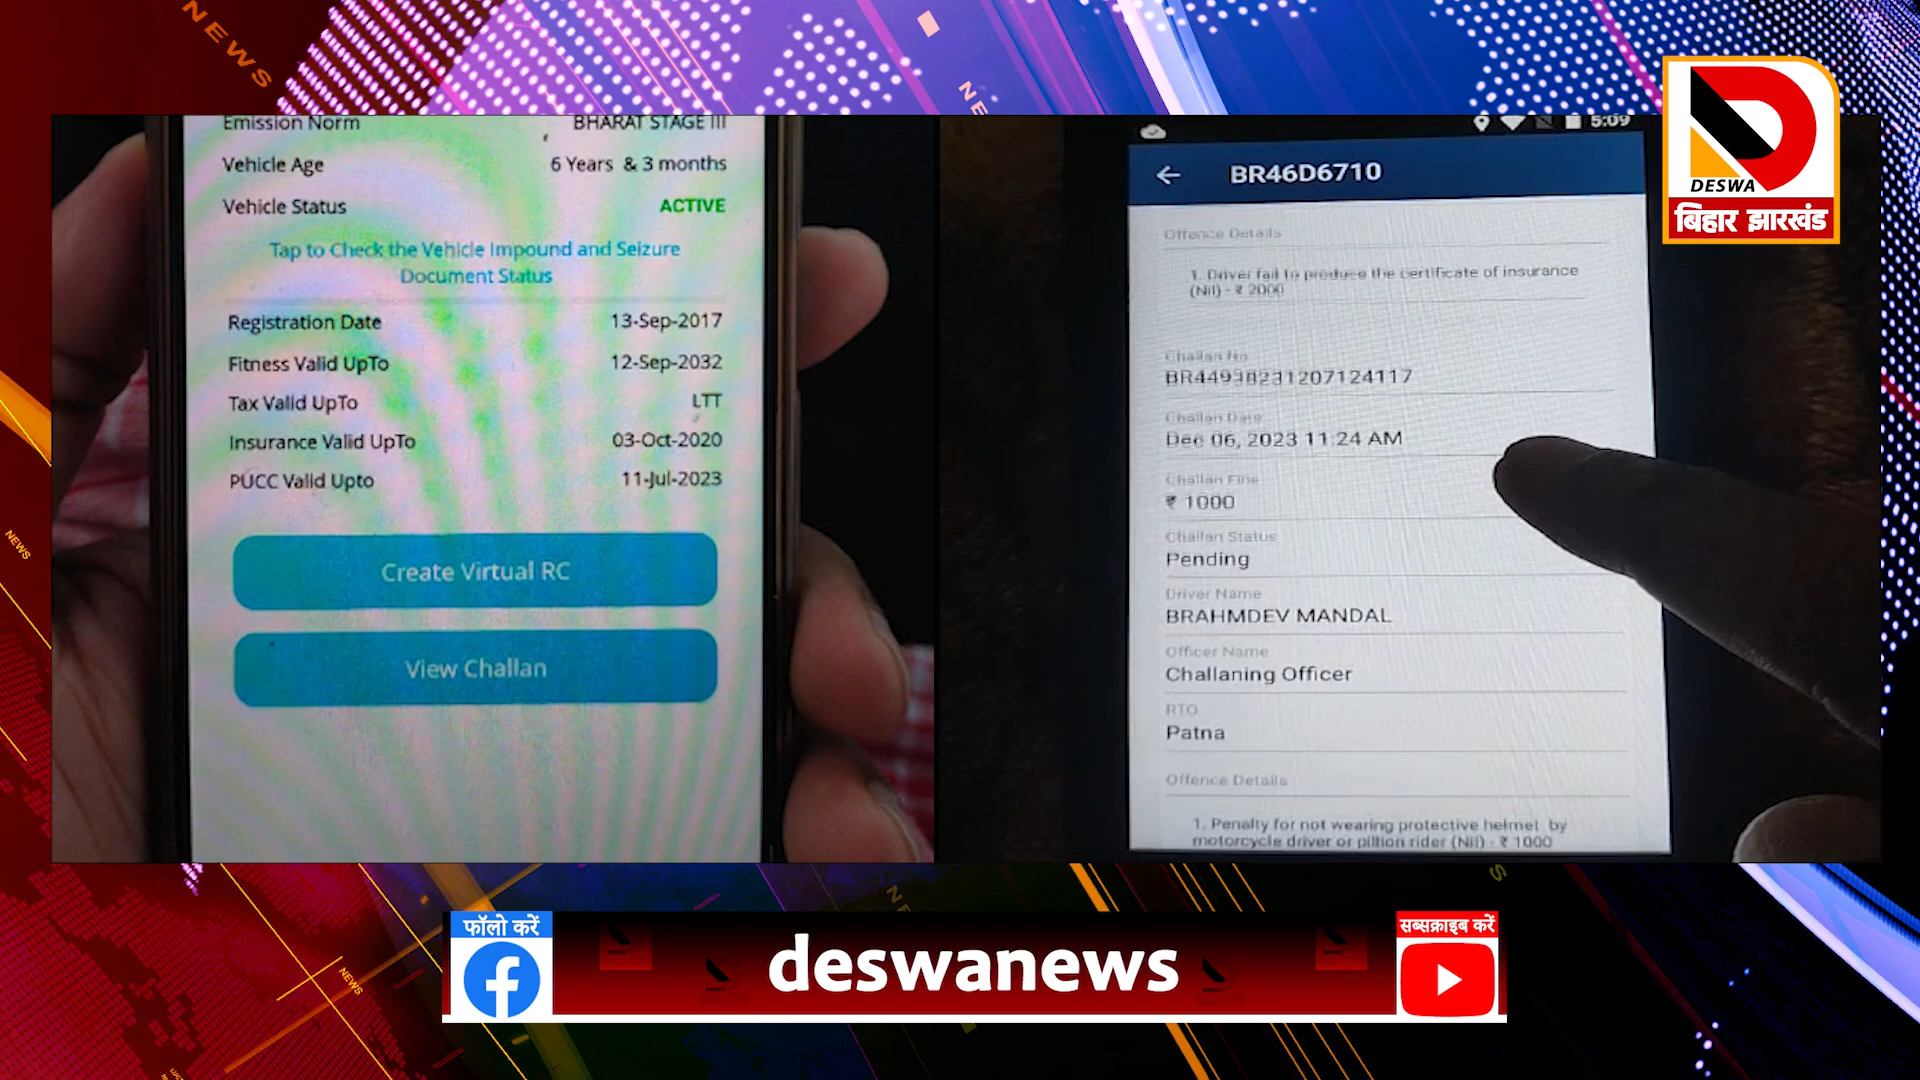 NEWS
Emission Norm BHARAT STAGE III
Vehicle Age 6 Years & 3 months
Vehicle Status ACTIVE
Tap to Check the Vehicle Impound and Seizure
Document Status
Registration Date 13-Sep-2017
Fitness Valid UpTo 12-Sep-2032
Tax Valid UpTo LTT
Insurance Valid UpTo 03-Oct-2020
PUCC Valid Upto 11-Jul-2023
Create Virtual RC
View Challan
5:09
BR46D6710
Offence Details
1. Driver fail to produce the certificate of insurance
(Nil) - ₹ 2000
Challan No
BR44938231207124117
Challan Date
Dec 06, 2023 11:24 AM
Challan Fine
₹ 1000
Challan Status
Pending
Driver Name
BRAHMDEV MANDAL
Officer Name
Challaning Officer
RTO
Patna
Offence Details
1. Penalty for not wearing protective helmet by
motorcycle driver or pillion rider (Nil) - ₹ 1000
DESWA
बिहार झारखंड
NEWS
NEWS
फॉलो करें
deswanews
सब्सक्राइब करें